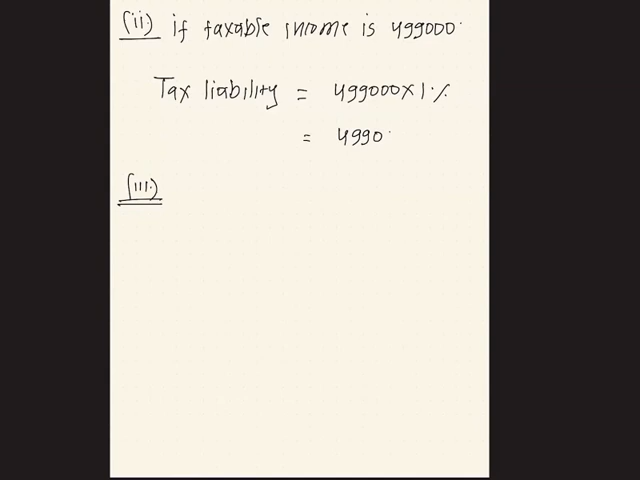 (ii.) if taxable income is 499000.
Tax liability = 499000 × 1 %
= 4990.
(iii.)